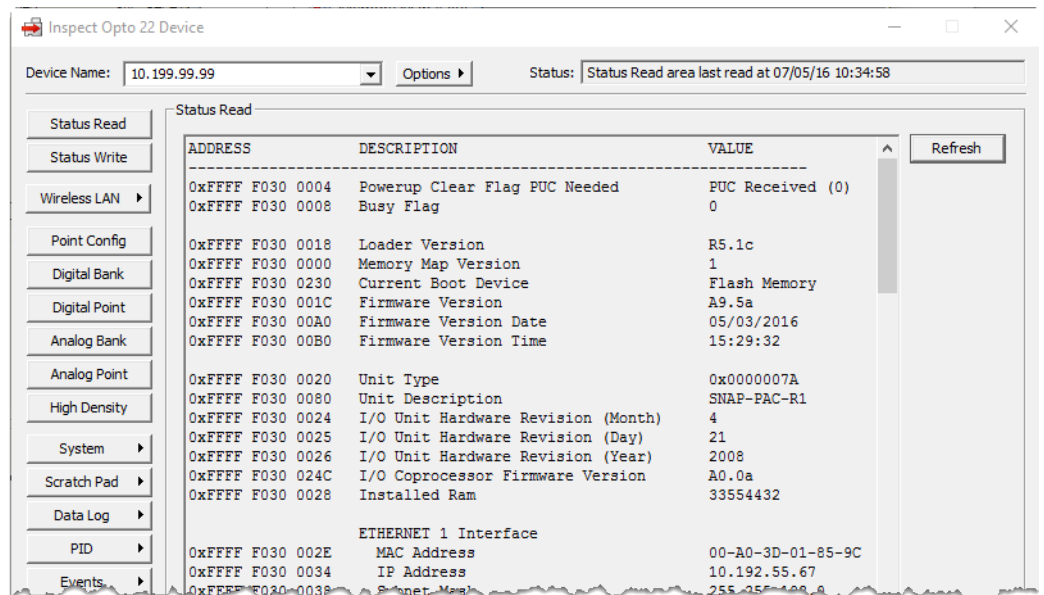 Inspect Opto 22 Device
Device Name: 10.199.99.99 Options Status: Status Read area last read at 07/05/16 10:34:58
Status Read
Status Write
Wireless LAN
Point Config
Digital Bank
Digital Point
Analog Bank
Analog Point
High Density
System
Scratch Pad
Data Log
PID
Events
Status Read
Refresh
ADDRESS DESCRIPTION VALUE
0xFFFF F030 0004 Powerup Clear Flag PUC Needed PUC Received (0)
0xFFFF F030 0008 Busy Flag 0
0xFFFF F030 0018 Loader Version R5.1c
0xFFFF F030 0000 Memory Map Version 1
0xFFFF F030 0230 Current Boot Device Flash Memory
0xFFFF F030 001C Firmware Version A9.5a
0xFFFF F030 00A0 Firmware Version Date 05/03/2016
0xFFFF F030 00B0 Firmware Version Time 15:29:32
0xFFFF F030 0020 Unit Type 0x0000007A
0xFFFF F030 0080 Unit Description SNAP-PAC-R1
0xFFFF F030 0024 I/O Unit Hardware Revision (Month) 4
0xFFFF F030 0025 I/O Unit Hardware Revision (Day) 21
0xFFFF F030 0026 I/O Unit Hardware Revision (Year) 2008
0xFFFF F030 024C I/O Coprocessor Firmware Version A0.0a
0xFFFF F030 0028 Installed Ram 33554432
ETHERNET 1 Interface
0xFFFF F030 002E MAC Address 00-A0-3D-01-85-9C
0xFFFF F030 0034 IP Address 10.192.55.67
0xFFFF F030 0038 Subnet Mask